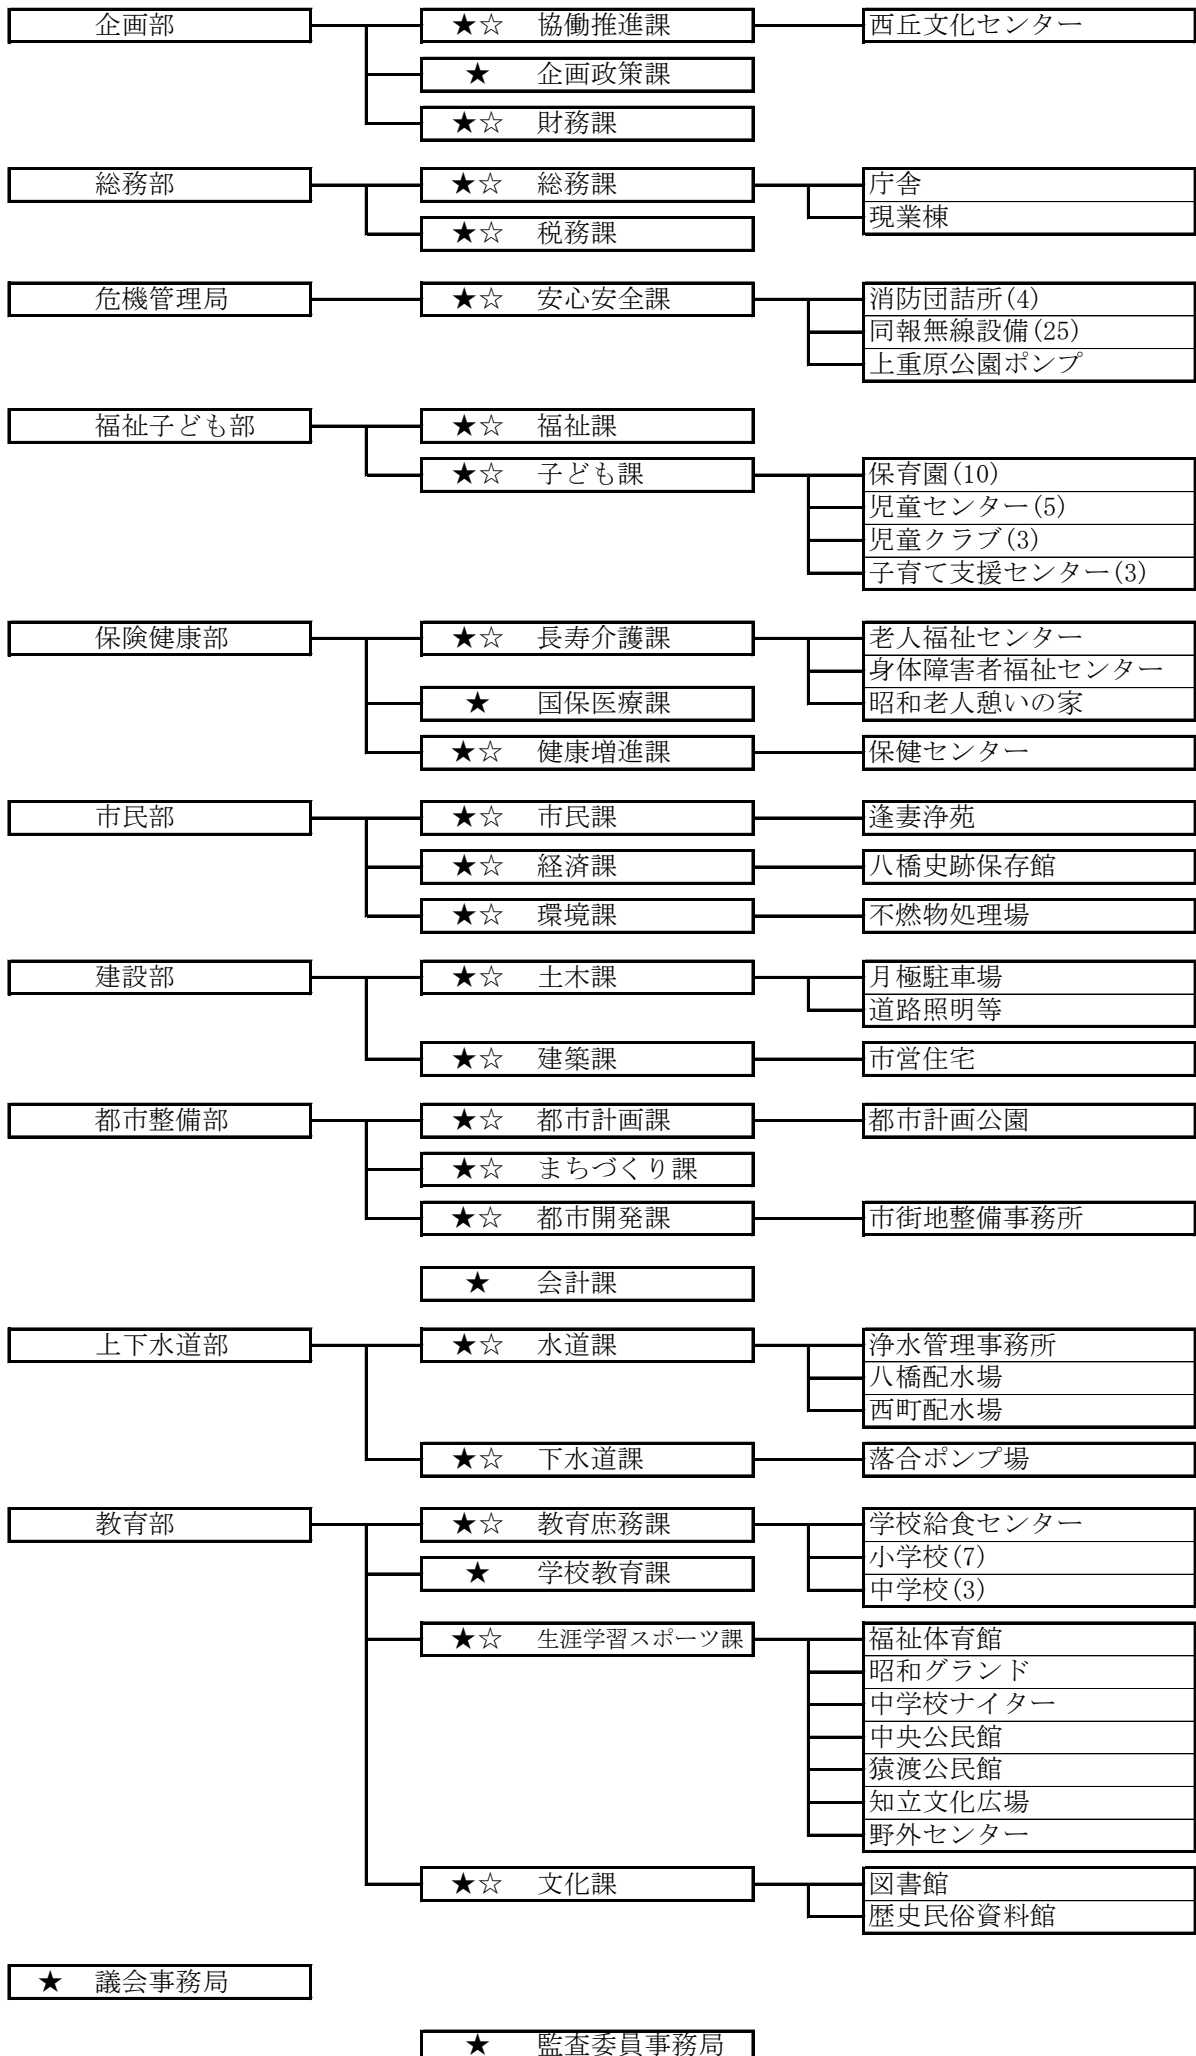 企画部 ★☆ 協働推進課 西丘文化センター
★ 企画政策課
★☆ 財務課
総務部 ★☆ 総務課 庁舎
現業棟
★☆ 税務課
危機管理局 ★☆ 安心安全課 消防団詰所(4)
同報無線設備(25)
上重原公園ポンプ
福祉子ども部 ★☆ 福祉課
★☆ 子ども課 保育園(10)
児童センター(5)
児童クラブ(3)
子育て支援センター(3)
保険健康部 ★☆ 長寿介護課 老人福祉センター
身体障害者福祉センター
★ 国保医療課 昭和老人憩いの家
★☆ 健康増進課 保健センター
市民部 ★☆ 市民課 逢妻浄苑
★☆ 経済課 八橋史跡保存館
★☆ 環境課 不燃物処理場
建設部 ★☆ 土木課 月極駐車場
道路照明等
★☆ 建築課 市営住宅
都市整備部 ★☆ 都市計画課 都市計画公園
★☆ まちづくり課
★☆ 都市開発課 市街地整備事務所
★ 会計課
上下水道部 ★☆ 水道課 浄水管理事務所
八橋配水場
西町配水場
★☆ 下水道課 落合ポンプ場
教育部 ★☆ 教育庶務課 学校給食センター
小学校(7)
★ 学校教育課 中学校(3)
★☆ 生涯学習スポーツ課 福祉体育館
昭和グランド
中学校ナイター
中央公民館
猿渡公民館
知立文化広場
野外センター
★☆ 文化課 図書館
歴史民俗資料館
★ 議会事務局
★ 監査委員事務局